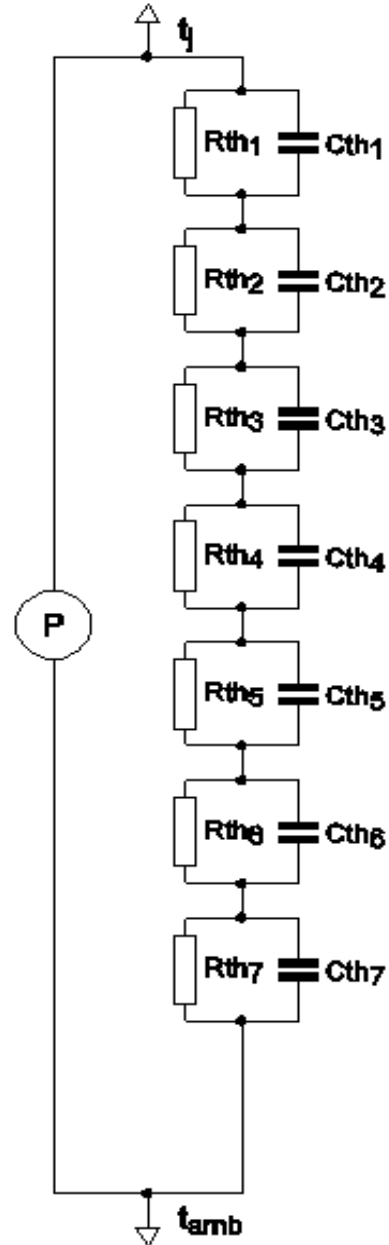 tj
Rth1 Cth1
Rth2 Cth2
Rth3 Cth3
Rth4 Cth4
P
Rth5 Cth5
Rth6 Cth6
Rth7 Cth7
tamb